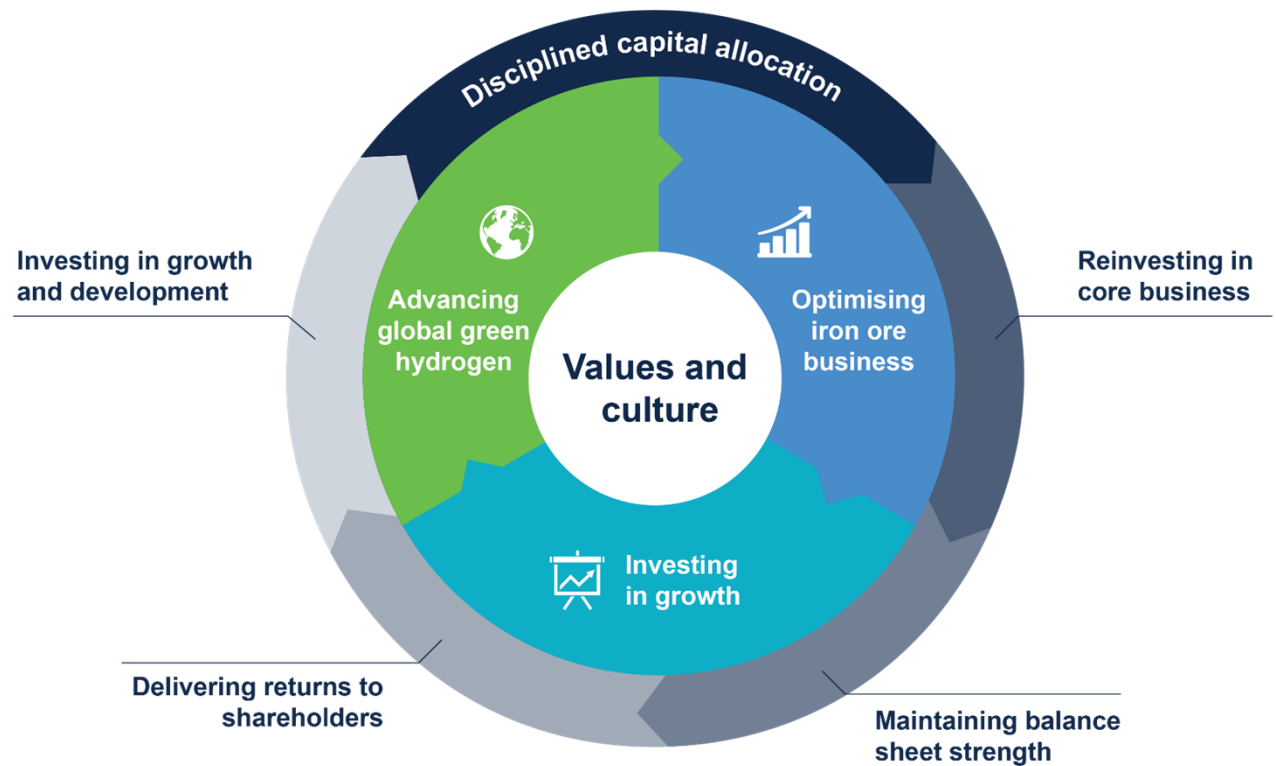 Disciplined capital allocation
Investing in growth
and development
Advancing
global green
hydrogen
Optimising
iron ore
business
Reinvesting in
core business
Values and
culture
Investing
in growth
Delivering returns to
shareholders
Maintaining balance
sheet strength